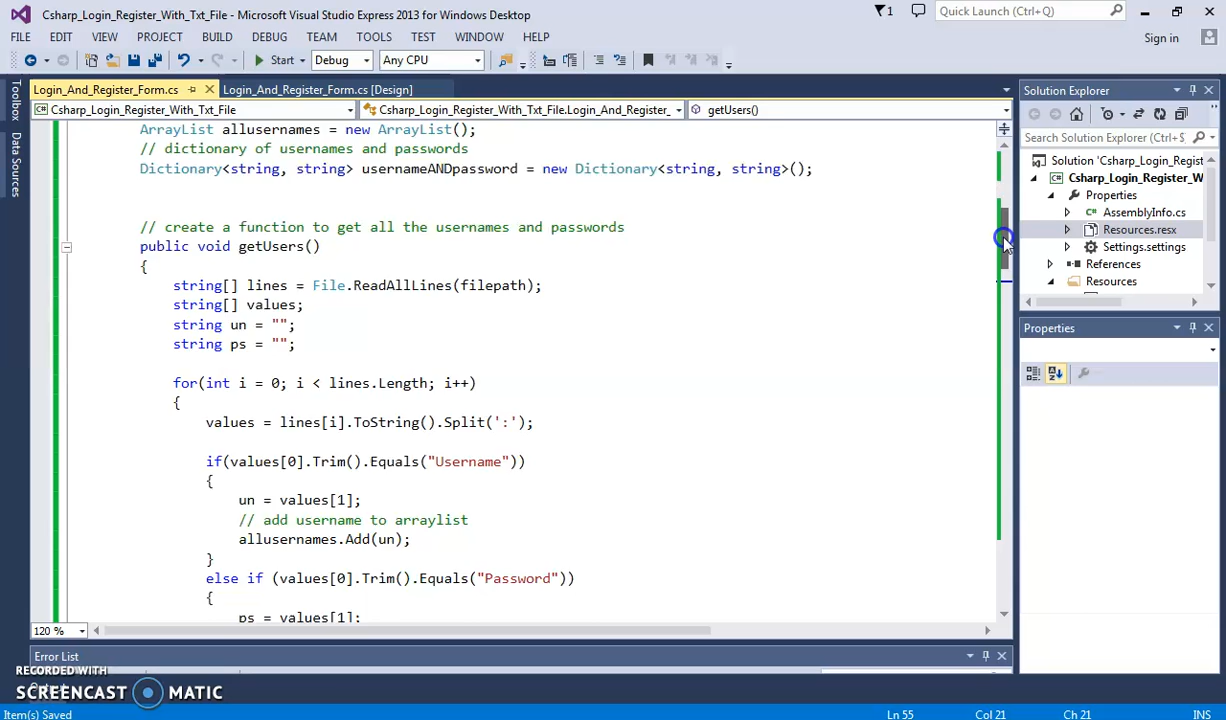 Csharp_Login_Register_With_Txt_File - Microsoft Visual Studio Express 2013 for Windows Desktop
1
Quick Launch (Ctrl+Q)
FILE EDIT VIEW PROJECT BUILD DEBUG TEAM TOOLS TEST WINDOW HELP
Sign in
Start Debug Any CPU
Toolbox
Data Sources
Login_And_Register_Form.cs Login_And_Register_Form.cs [Design]
Csharp_Login_Register_With_Txt_File Csharp_Login_Register_With_Txt_File.Login_And_Register_ getUsers()
ArrayList allusernames = new ArrayList();
// dictionary of usernames and passwords
Dictionary<string, string> usernameANDpassword = new Dictionary<string, string>();
// create a function to get all the usernames and passwords
public void getUsers()
{
string[] lines = File.ReadAllLines(filepath);
string[] values;
string un = "";
string ps = "";
for(int i = 0; i < lines.Length; i++)
{
values = lines[i].ToString().Split(':');
if(values[0].Trim().Equals("Username"))
{
un = values[1];
// add username to arraylist
allusernames.Add(un);
}
else if (values[0].Trim().Equals("Password"))
{
ps = values[1];
120 %
Solution Explorer
Search Solution Explorer (Ctrl+$
Solution 'Csharp_Login_Regist
Csharp_Login_Register_W
Properties
AssemblyInfo.cs
Resources.resx
Settings.settings
References
Resources
Properties
Error List
RECORDED WITH
SCREENCAST MATIC
Item(s) Saved
Ln 55 Col 21 Ch 21 INS